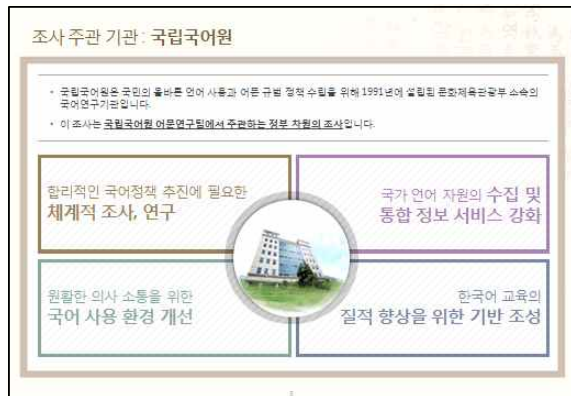 조사 주관 기관 : 국립국어원
• 국립국어원은 국민의 올바른 언어 사용과 어문 규범 정책 수립을 위해 1991년에 설립된 문화체육관광부 소속의
국어연구기관입니다.
• 이 조사는 국립국어원 어문연구팀에서 주관하는 정부 차원의 조사입니다.
합리적인 국어정책 추진에 필요한
체계적 조사, 연구
국가 언어 자원의 수집 및
통합 정보 서비스 강화
원활한 의사 소통을 위한
국어 사용 환경 개선
한국어 교육의
질적 향상을 위한 기반 조성